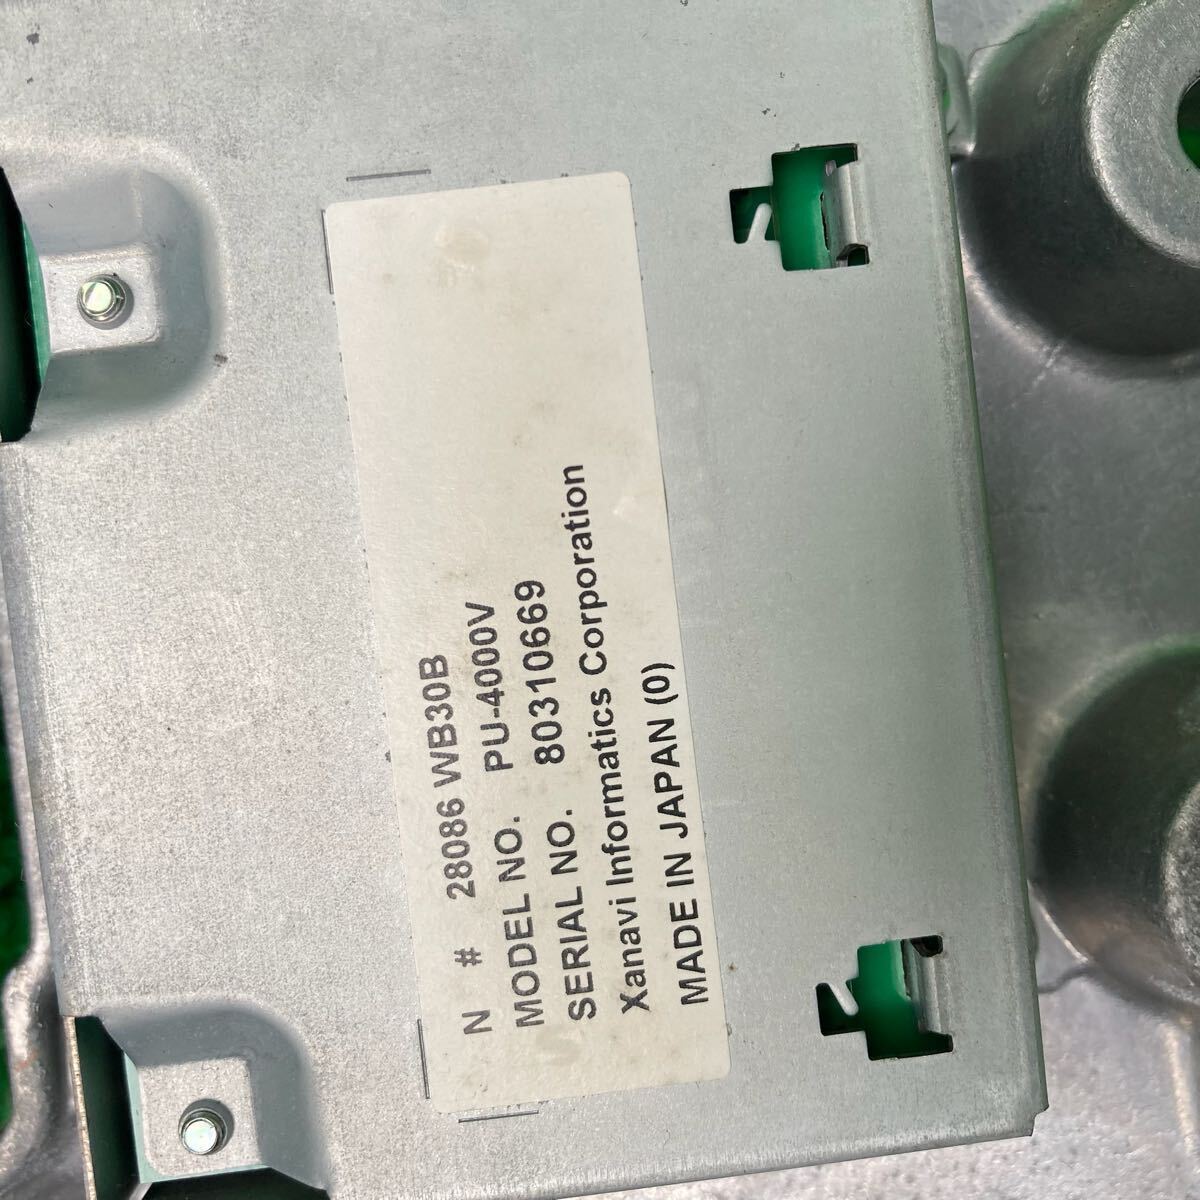 N # 28086 WB30B
MODEL NO. PU-4000V
SERIAL NO. 80310669
Xanavi Informatics Corporation
MADE IN JAPAN (0)